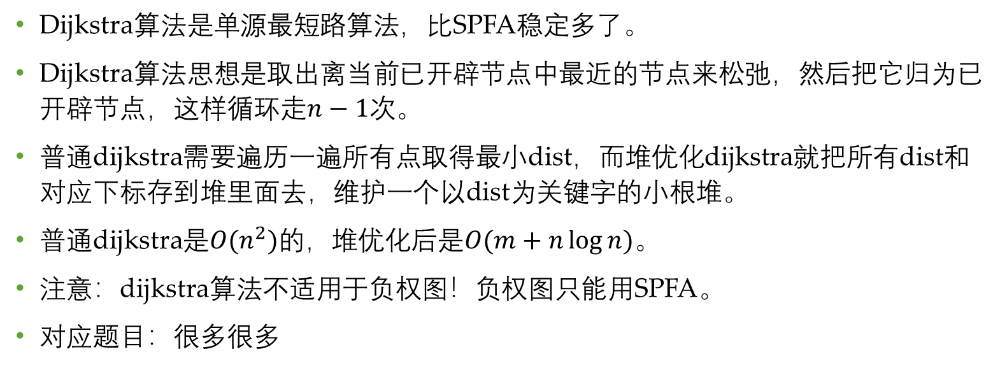 • Dijkstra算法是单源最短路算法，比SPFA稳定多了。
• Dijkstra算法思想是取出离当前已开辟节点中最近的节点来松弛，然后把它归为已
开辟节点，这样循环走n − 1次。
• 普通dijkstra需要遍历一遍所有点取得最小dist，而堆优化dijkstra就把所有dist和
对应下标存到堆里面去，维护一个以dist为关键字的小根堆。
• 普通dijkstra是O(n²)的，堆优化后是O(m + n log n)。
• 注意：dijkstra算法不适用于负权图！负权图只能用SPFA。
• 对应题目：很多很多